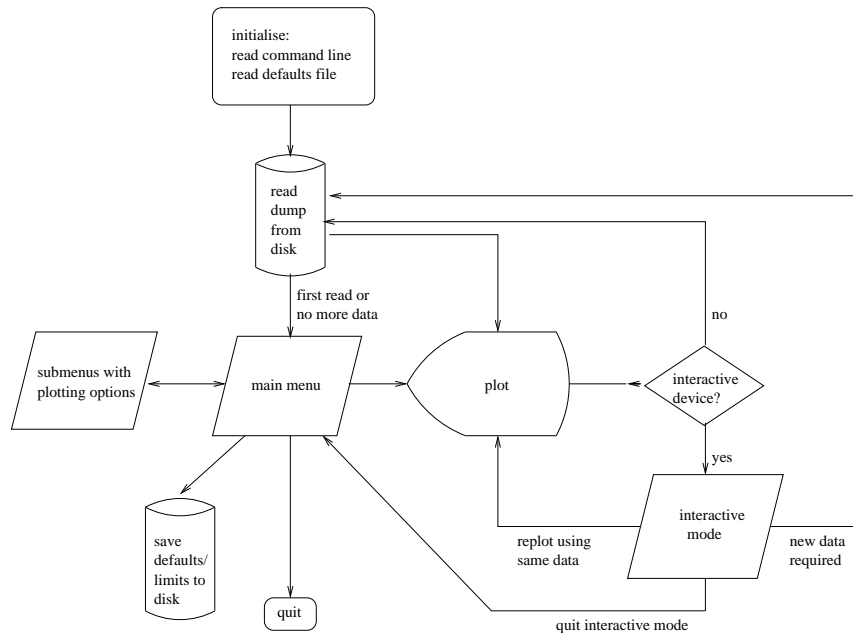 initialise:
read command line
read defaults file
read
dump
from
disk
first read or
no more data
no
submenus with
plotting options
main menu
plot
interactive
device?
yes
interactive
mode
save
defaults/
limits to
disk
replot using
same data
new data
required
quit
quit interactive mode